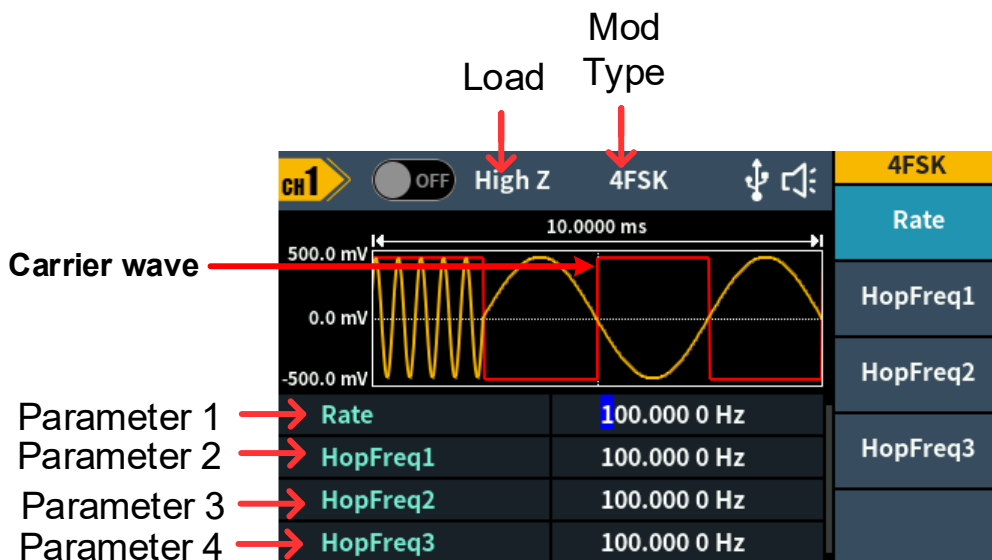 Mod
Type
Load
CH1 OFF High Z 4FSK
4FSK
Rate
HopFreq1
HopFreq2
HopFreq3
10.0000 ms
500.0 mV
Carrier wave
0.0 mV
-500.0 mV
Parameter 1 Rate 100.000 0 Hz
Parameter 2 HopFreq1 100.000 0 Hz
Parameter 3 HopFreq2 100.000 0 Hz
Parameter 4 HopFreq3 100.000 0 Hz